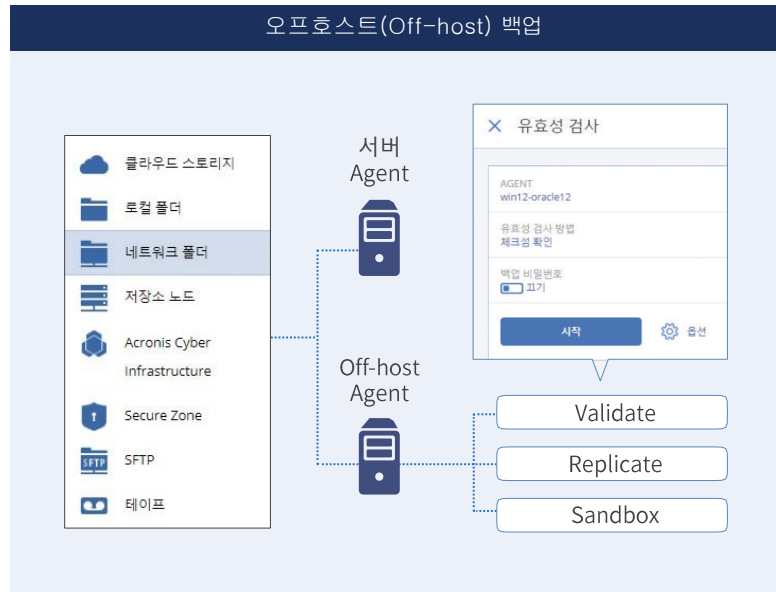 오프호스트(Off-host) 백업
클라우드 스토리지
로컬 폴더
네트워크 폴더
저장소 노드
Acronis Cyber
Infrastructure
Secure Zone
SFTP
SFTP
테이프
서버
Agent
Off-host
Agent
유효성 검사
AGENT
win12-oracle12
유효성 검사 방법
체크섬 확인
백업 비밀번호
끄기
시작
옵션
Validate
Replicate
Sandbox